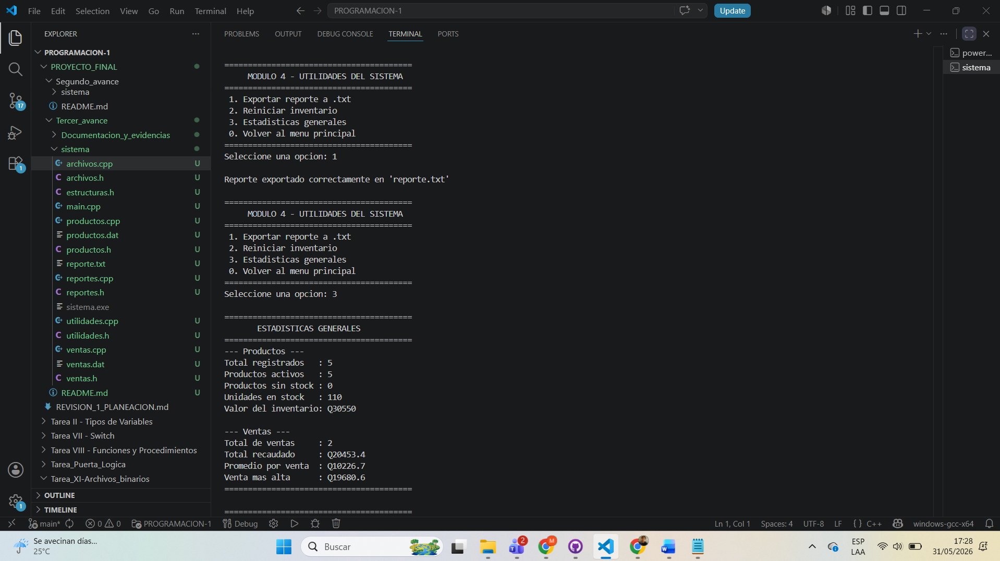 File Edit Selection View Go Run Terminal Help
PROGRAMACION-1
Update
EXPLORER
PROGRAMACION-1
PROYECTO_FINAL
Segundo_avance
sistema
README.md
Tercer_avance
Documentacion_y_evidencias
sistema
archivos.cpp U
archivos.h U
estructuras.h U
main.cpp U
productos.cpp U
productos.dat U
productos.h U
reporte.txt U
reportes.cpp U
reportes.h U
sistema.exe
utilidades.cpp U
utilidades.h U
ventas.cpp U
ventas.dat U
ventas.h U
README.md U
REVISION_1_PLANEACION.md
Tarea II - Tipos de Variables
Tarea VII - Switch
Tarea VIII - Funciones y Procedimientos
Tarea_Puerta_Logica
Tarea_XI-Archivos_binarios
OUTLINE
TIMELINE
17
1
1
PROBLEMS OUTPUT DEBUG CONSOLE TERMINAL PORTS
power...
sistema
========================================
MODULO 4 - UTILIDADES DEL SISTEMA
========================================
1. Exportar reporte a .txt
2. Reiniciar inventario
3. Estadisticas generales
0. Volver al menu principal
========================================
Seleccione una opcion: 1
Reporte exportado correctamente en 'reporte.txt'
========================================
MODULO 4 - UTILIDADES DEL SISTEMA
========================================
1. Exportar reporte a .txt
2. Reiniciar inventario
3. Estadisticas generales
0. Volver al menu principal
========================================
Seleccione una opcion: 3
========================================
ESTADISTICAS GENERALES
========================================
--- Productos ---
Total registrados : 5
Productos activos : 5
Productos sin stock : 0
Unidades en stock : 110
Valor del inventario: Q30550
--- Ventas ---
Total de ventas : 2
Total recaudado : Q20453.4
Promedio por venta : Q10226.7
Venta mas alta : Q19680.6
========================================
========================================
main* 0 0 PROGRAMACION-1 Debug Ln 1, Col 1 Spaces: 4 UTF-8 LF {} C++ windows-gcc-x64
Se avecinan días...
25°C
Buscar
2
M
ESP
LAA
17:28
31/05/2026